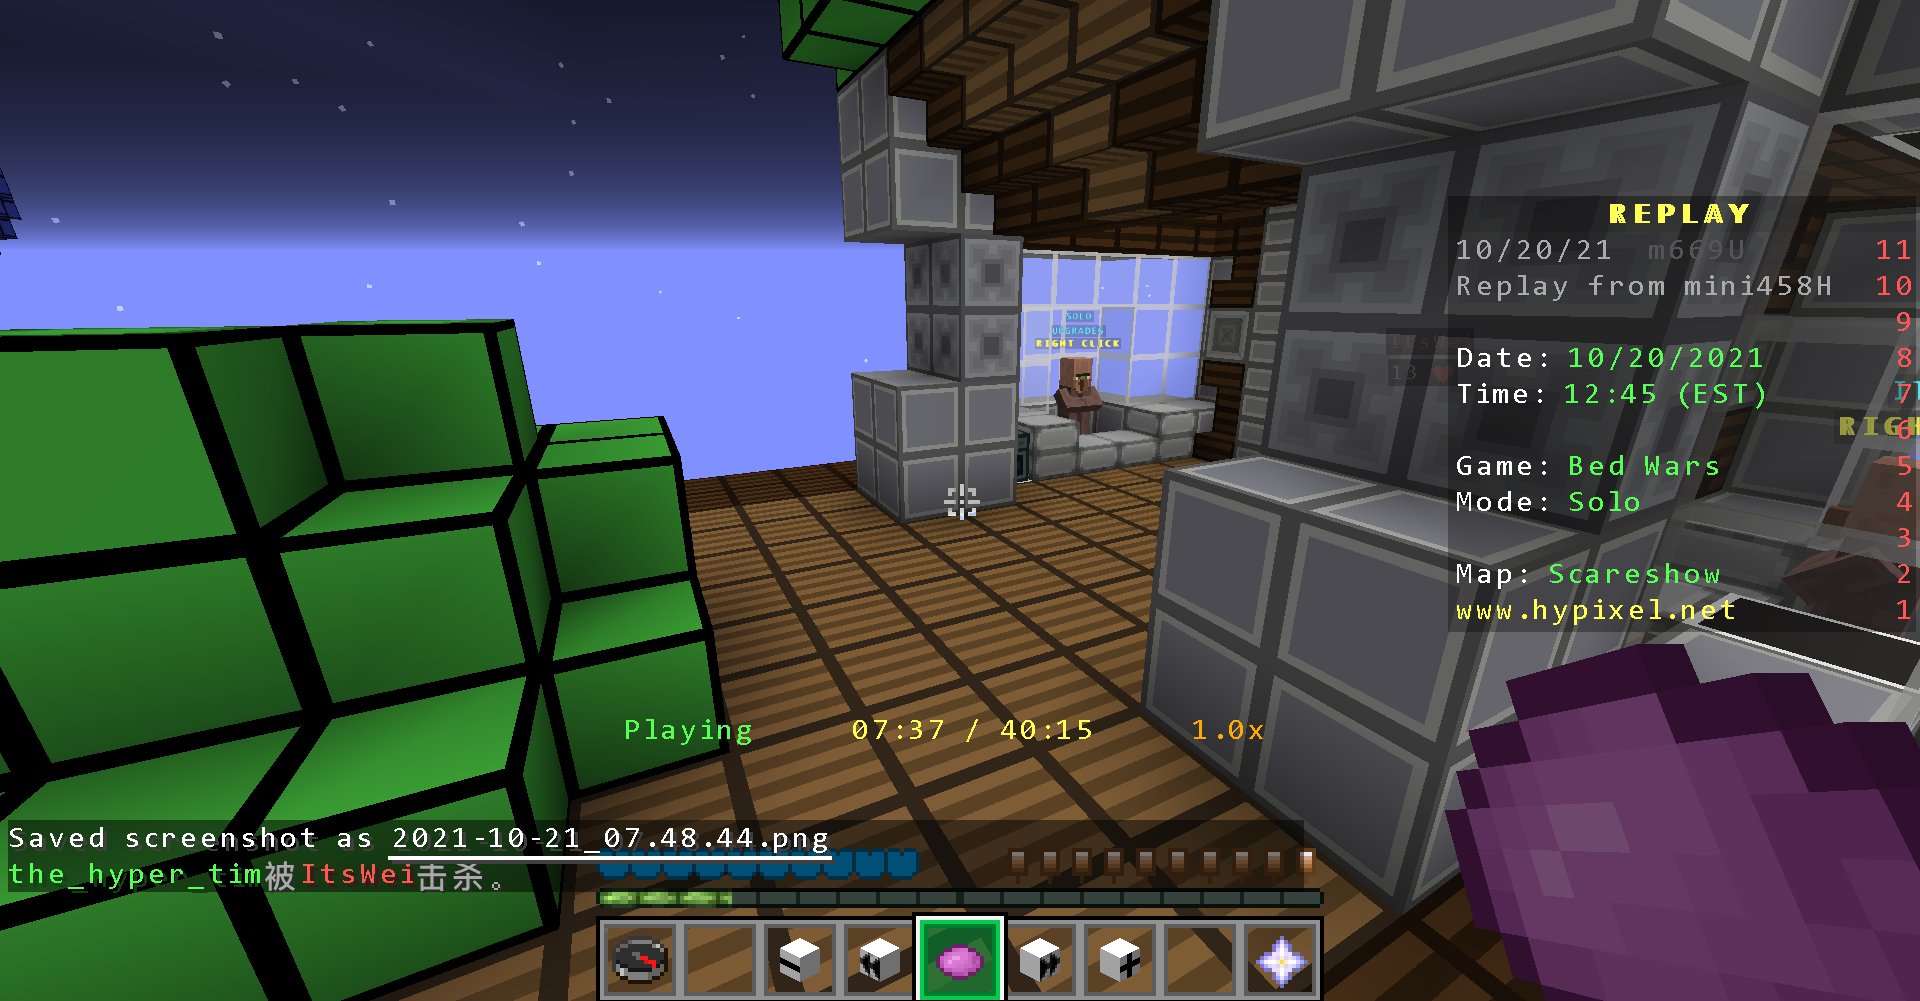 SOLO
UPGRADES
RIGHT CLICK
REPLAY
10/20/21 m669U 11
Replay from mini458H 10
9
Date: 10/20/2021 8
Time: 12:45 (EST) 7
6
Game: Bed Wars 5
Mode: Solo 4
3
Map: Scareshow 2
www.hypixel.net 1
13
Playing 07:37 / 40:15 1.0x
Saved screenshot as 2021-10-21_07.48.44.png
the_hyper_tim被ItsWei击杀。